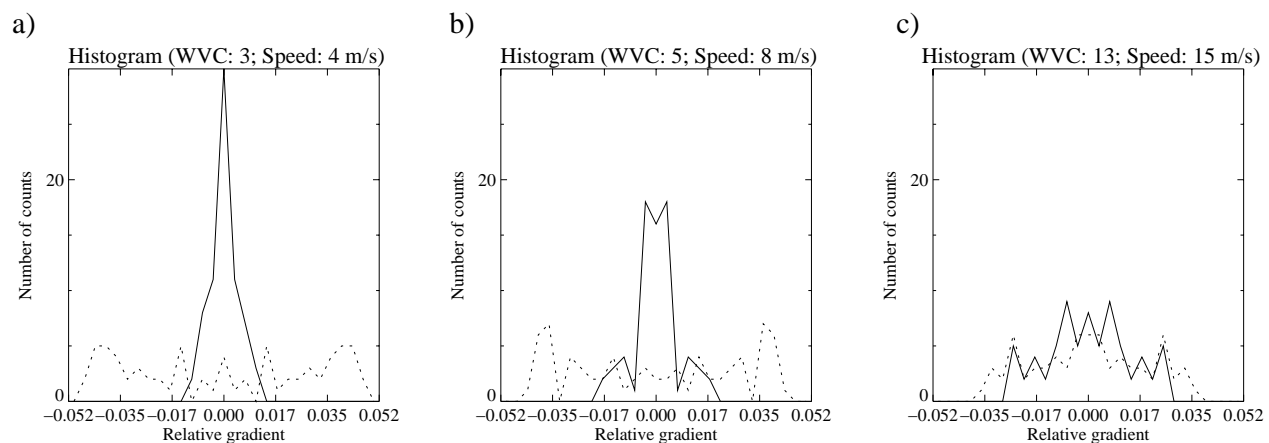 a)
Histogram (WVC: 3; Speed: 4 m/s)
Number of counts
20
0
−0.052 −0.035 −0.017 0.000 0.017 0.035 0.052
Relative gradient
b)
Histogram (WVC: 5; Speed: 8 m/s)
Number of counts
20
0
−0.052 −0.035 −0.017 0.000 0.017 0.035 0.052
Relative gradient
c)
Histogram (WVC: 13; Speed: 15 m/s)
Number of counts
20
0
−0.052 −0.035 −0.017 0.000 0.017 0.035 0.052
Relative gradient